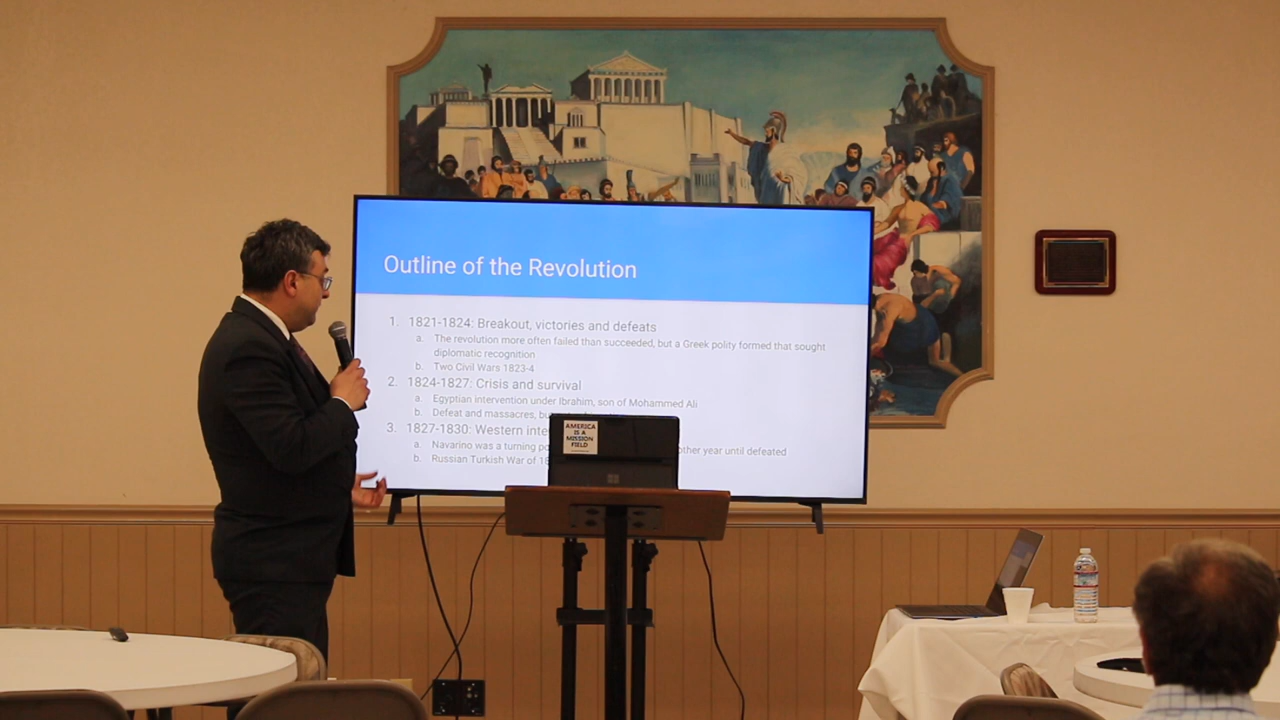 Outline of the Revolution
1. 1821-1824: Breakout, victories and defeats
a. The revolution more often failed than succeeded, but a Greek polity formed that sought
diplomatic recognition
b. Two Civil Wars 1823-4
2. 1824-1827: Crisis and survival
a. Egyptian intervention under Ibrahim, son of Mohammed Ali
b. Defeat and massacres,
3. 1827-1830: Western
a. Navarino was a turning other year until defeated
b. Russian Turkish War of
AMERICA
IS A
MISSION
FIELD